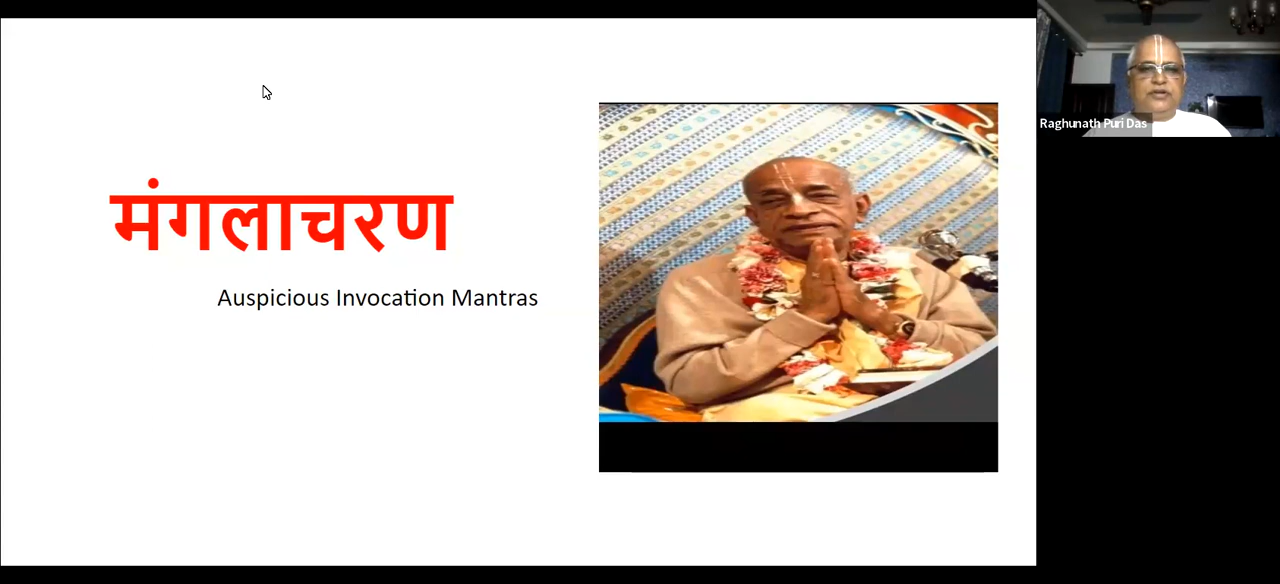 मंगलाचरण
Auspicious Invocation Mantras
Raghunath Puri Das